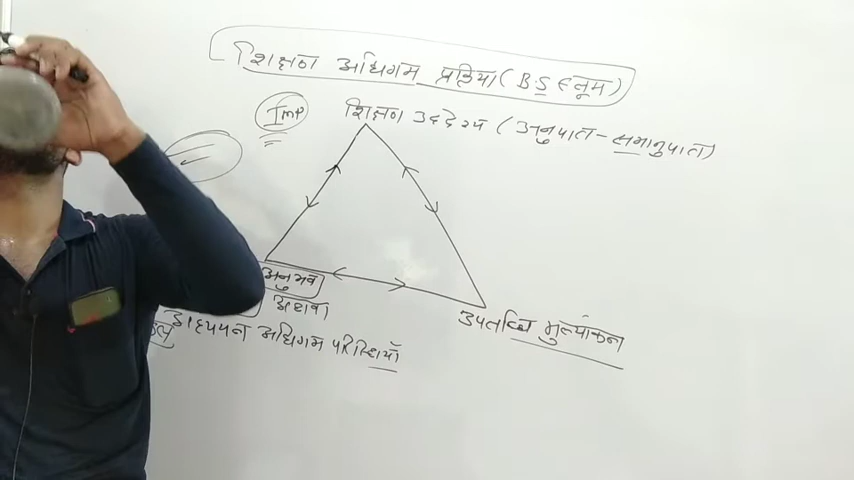 शिक्षण अधिगम प्रक्रिया (B.S ब्लूम)
Imp
शिक्षण उद्देश्य (अनुपात - समानुपात)
अनुभव
अथवा
अध्ययन अधिगम परिस्थियाँ
उपलब्धि मुल्यांकन